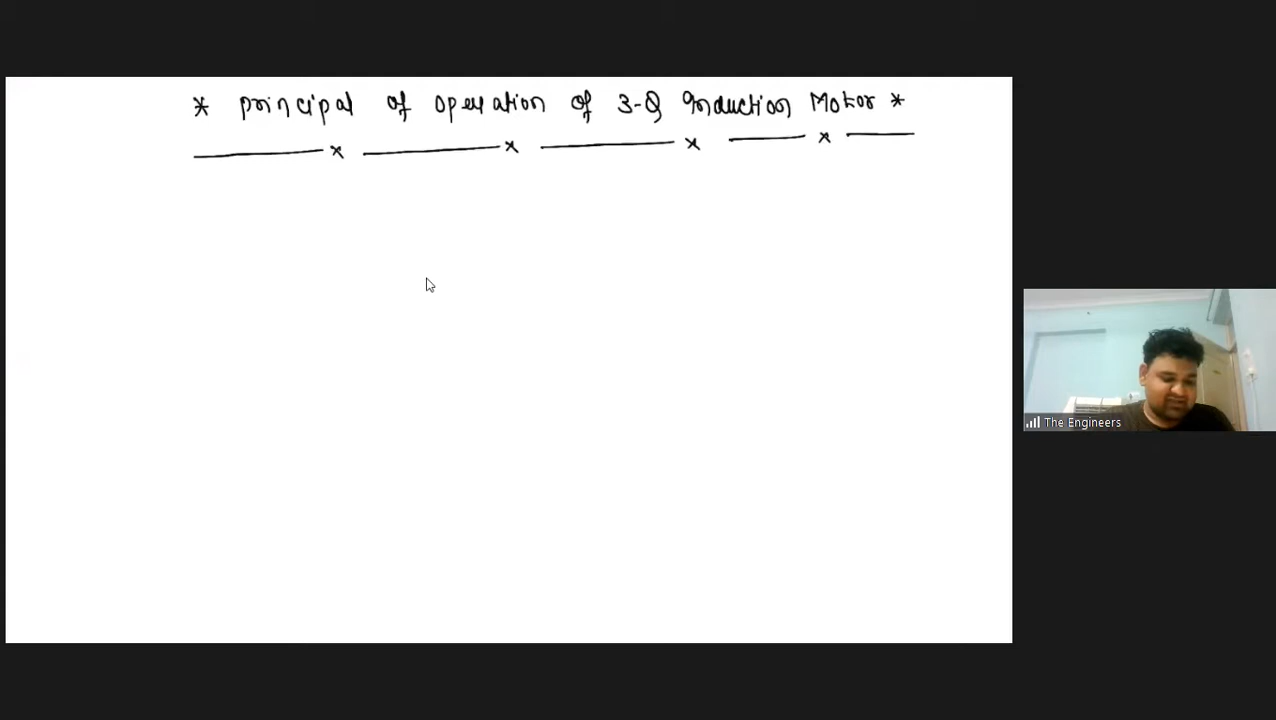 * principal of operation of 3-Φ Induction Motor *
The Engineers